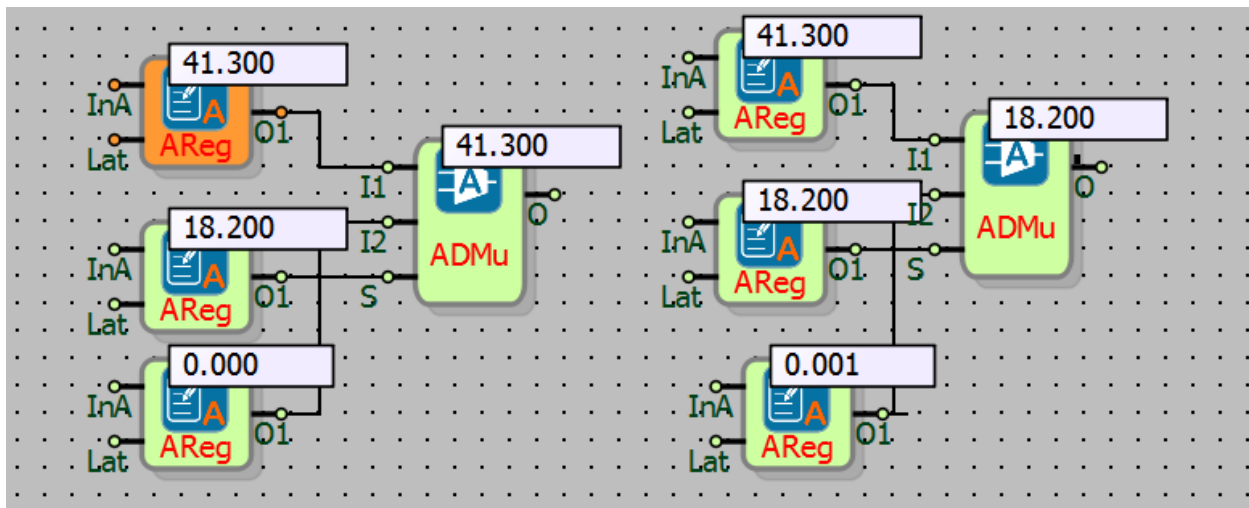 41.300
InA
A
O1
Lat
AReg
I1
41.300
A
O
18.200
I2
ADMu
InA
A
O1
S
Lat
AReg
0.000
InA
A
O1
Lat
AReg
41.300
InA
A
O1
Lat
AReg
I1
18.200
A
O
18.200
I2
ADMu
InA
A
O1
S
Lat
AReg
0.001
InA
A
O1
Lat
AReg